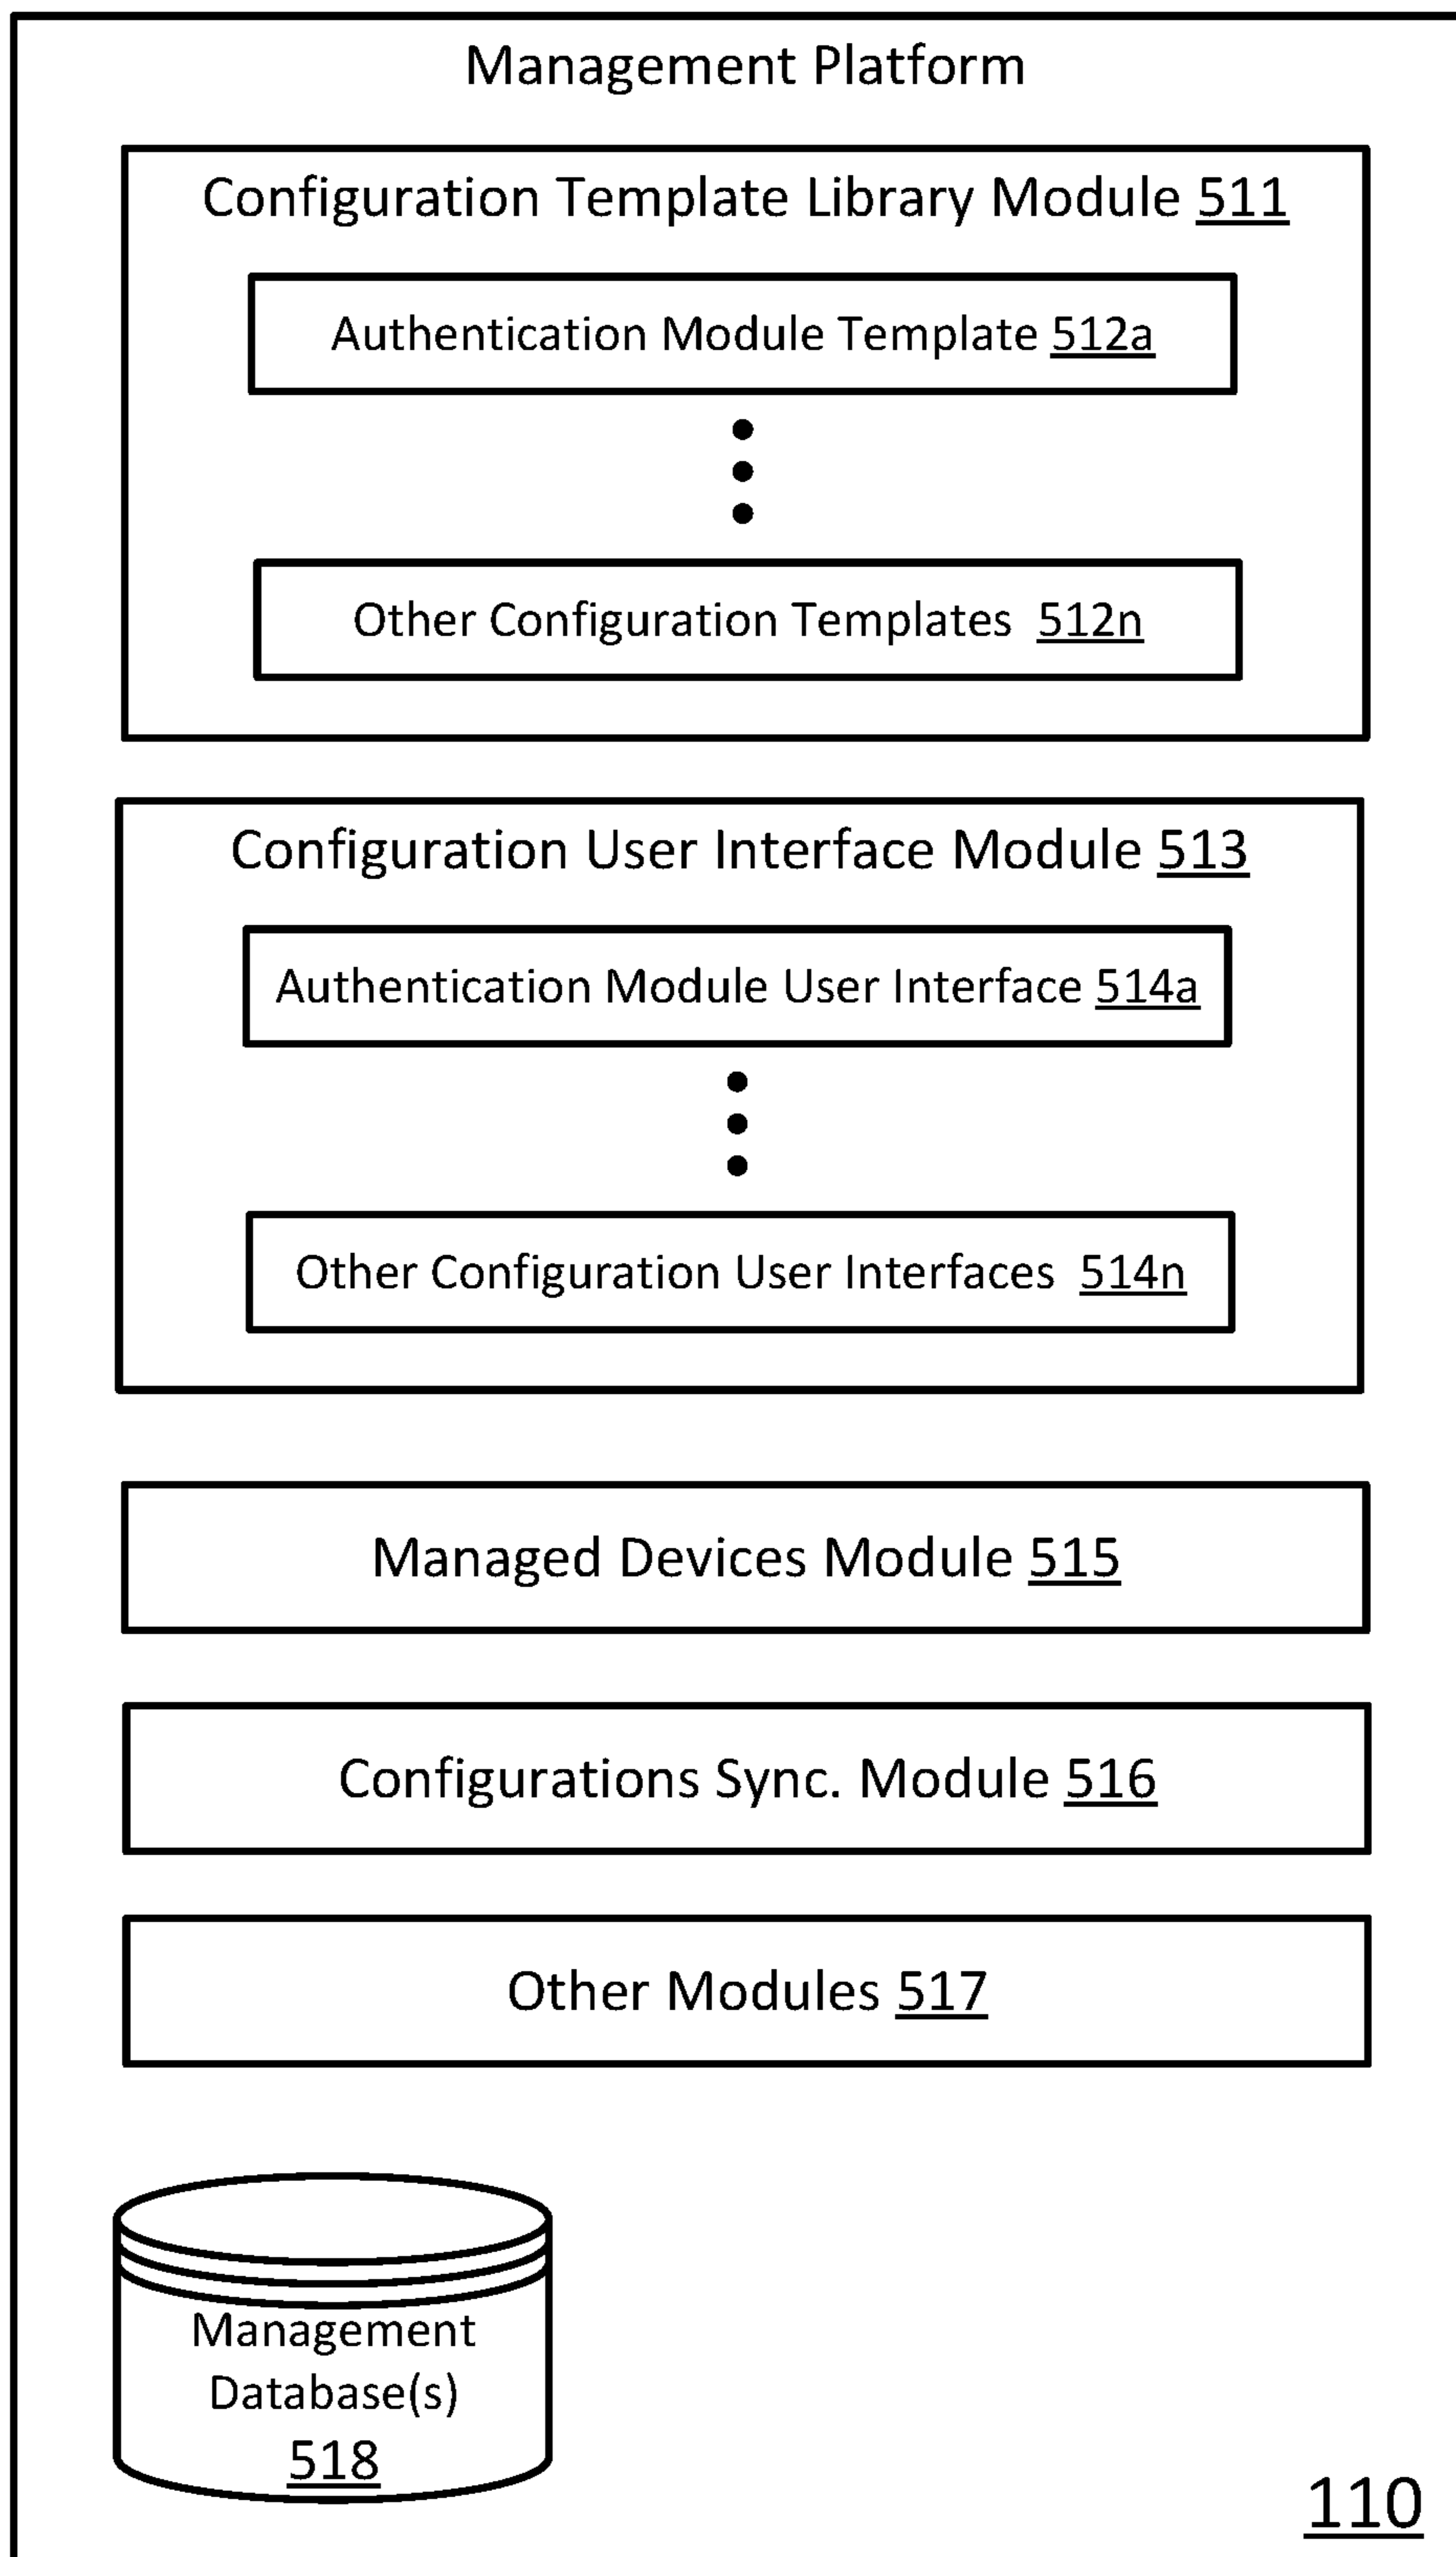 Management Platform
Configuration Template Library Module 511
Authentication Module Template 512a
Other Configuration Templates 512n
Configuration User Interface Module 513
Authentication Module User Interface 514a
Other Configuration User Interfaces 514n
Managed Devices Module 515
Configurations Sync. Module 516
Other Modules 517
Management
Database(s)
518
110